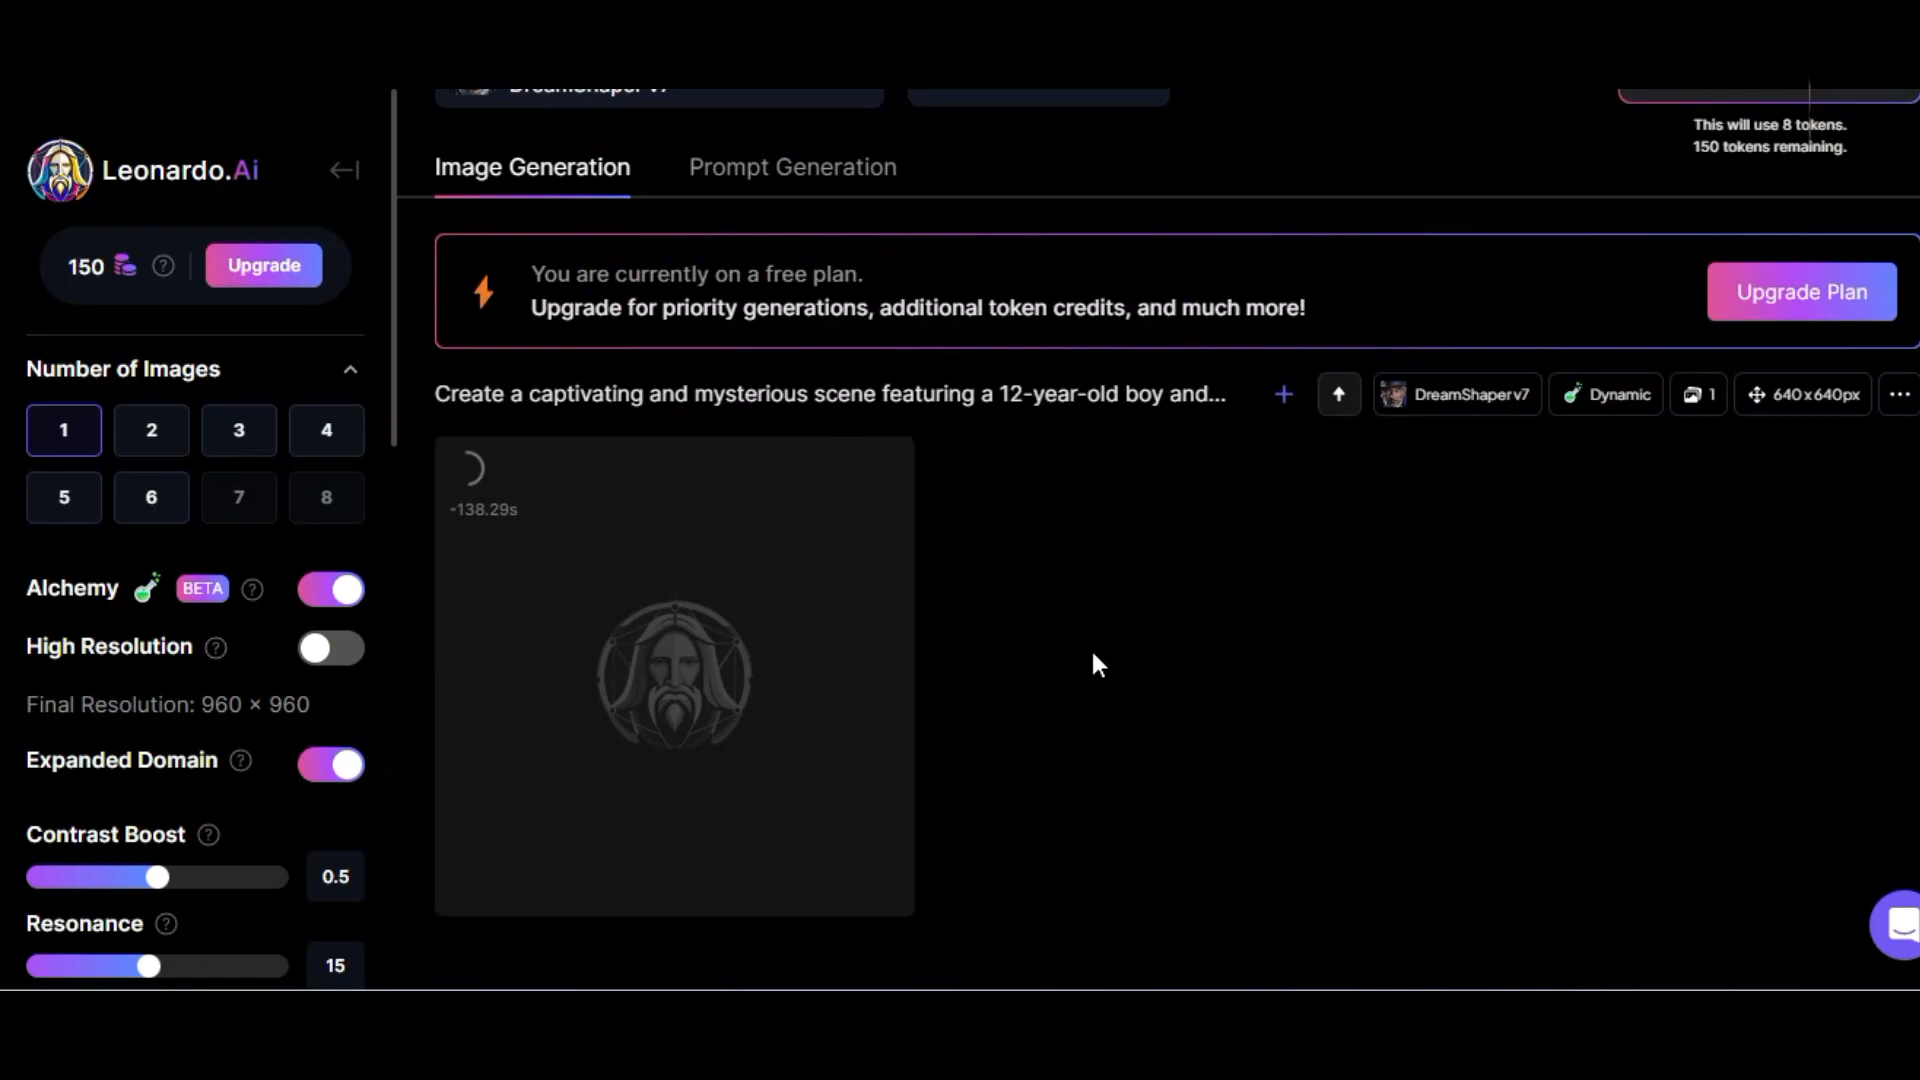 DreamShaper v7
This will use 8 tokens.
150 tokens remaining.
Leonardo.Ai
Image Generation
Prompt Generation
150
Upgrade
You are currently on a free plan.
Upgrade for priority generations, additional token credits, and much more!
Upgrade Plan
Number of Images
1 2 3 4
5 6 7 8
Create a captivating and mysterious scene featuring a 12-year-old boy and...
DreamShaper v7
Dynamic
1
640x640px
-138.29s
Alchemy BETA
High Resolution
Final Resolution: 960 × 960
Expanded Domain
Contrast Boost
0.5
Resonance
15